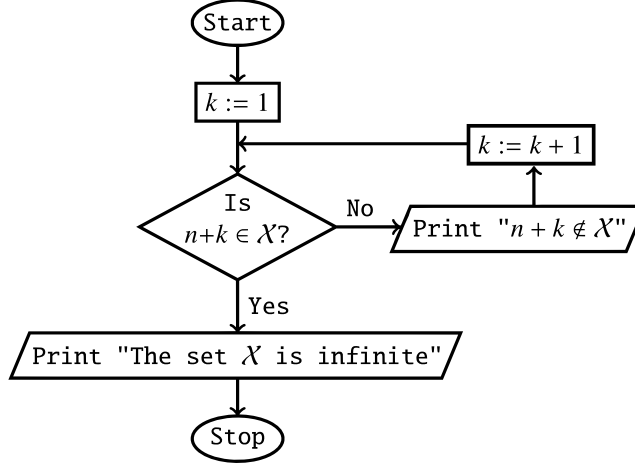 Start
k := 1
k := k + 1
Is
n+k ∈ 𝒳?
No
Print "n + k ∉ 𝒳"
Yes
Print "The set 𝒳 is infinite"
Stop